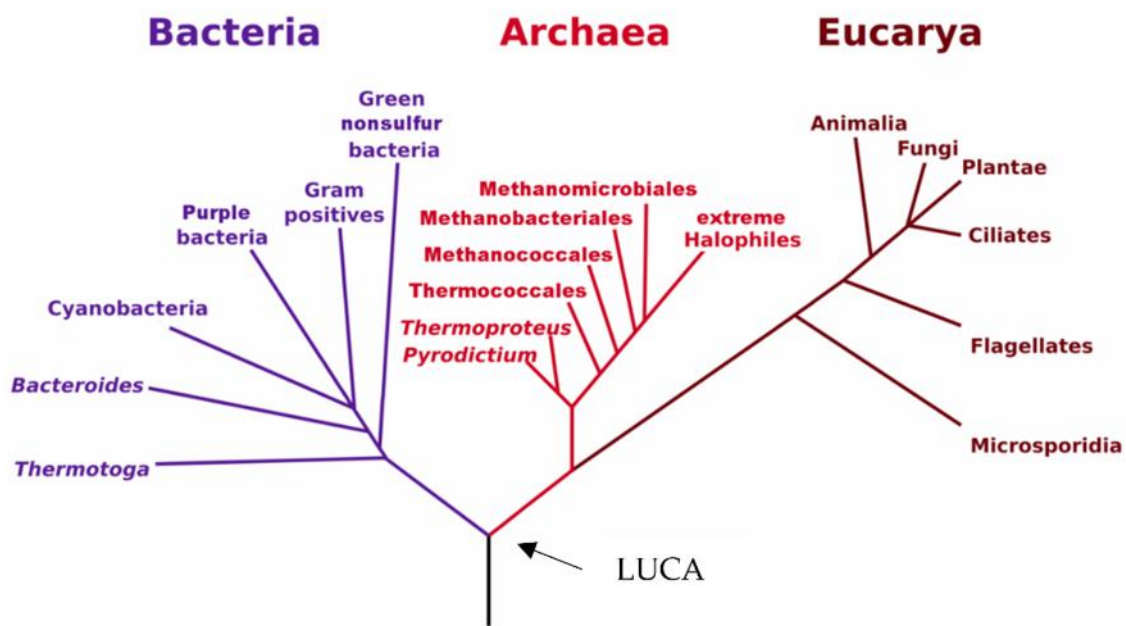 Bacteria
Archaea
Eucarya
Green
nonsulfur
bacteria
Gram
positives
Purple
bacteria
Cyanobacteria
Bacteroides
Thermotoga
Methanomicrobiales
Methanobacteriales
extreme
Halophiles
Methanococcales
Thermococcales
Thermoproteus
Pyrodictium
Animalia
Fungi
Plantae
Ciliates
Flagellates
Microsporidia
LUCA